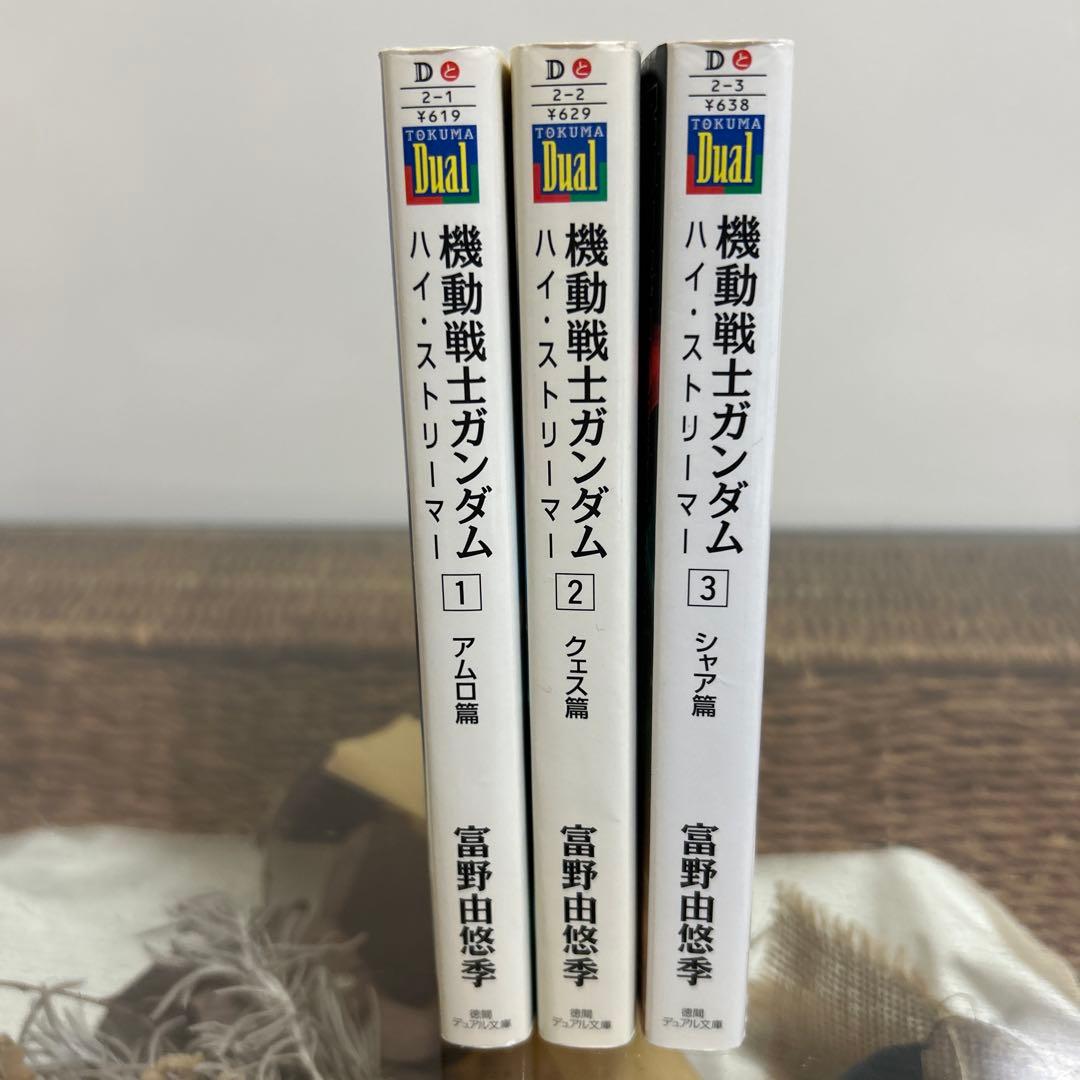 D と
2-1
¥619
TOKUMA
Dual
機動戦士ガンダム
ハイ・ストリーマー
1
アムロ篇
富野由悠季
徳間
デュアル文庫
D と
2-2
¥629
TOKUMA
Dual
機動戦士ガンダム
ハイ・ストリーマー
2
クェス篇
富野由悠季
徳間
デュアル文庫
D と
2-3
¥638
TOKUMA
Dual
機動戦士ガンダム
ハイ・ストリーマー
3
シャア篇
富野由悠季
徳間
デュアル文庫